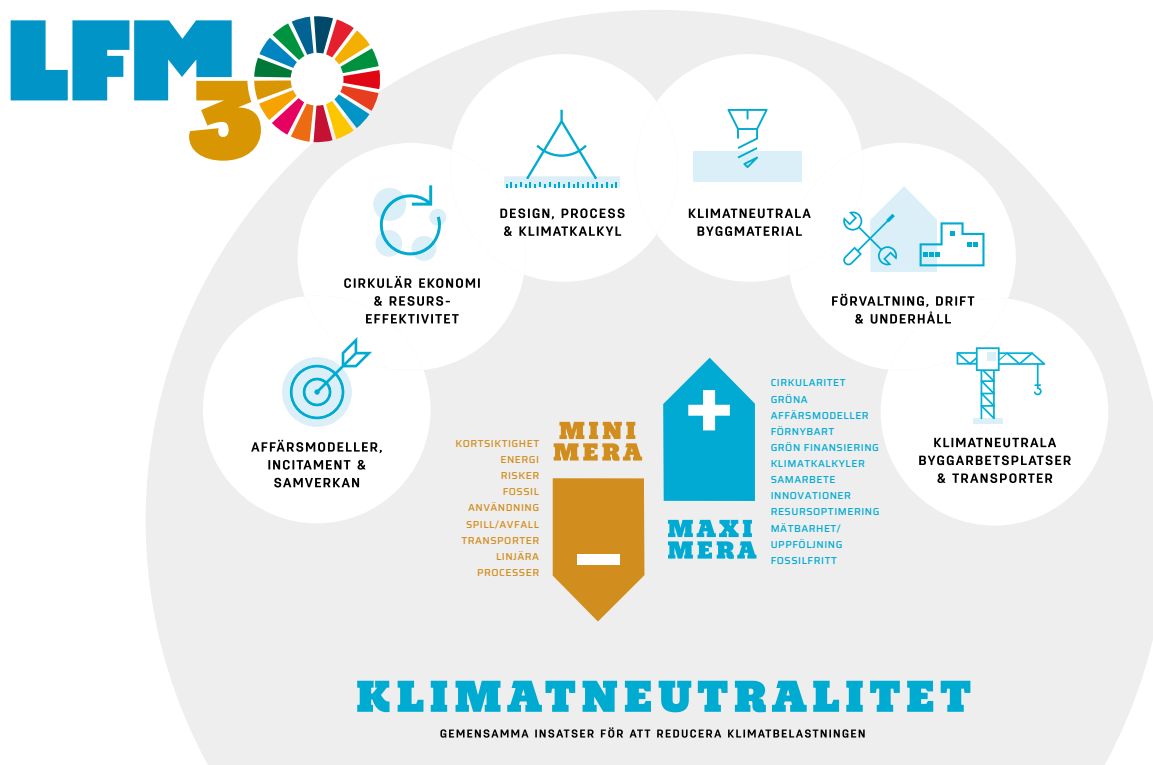 LFM
30
DESIGN, PROCESS
& KLIMATKALKYL
KLIMATNEUTRALA
BYGGMATERIAL
CIRKULÄR EKONOMI
& RESURS-
EFFEKTIVITET
FÖRVALTNING, DRIFT
& UNDERHÅLL
AFFÄRSMODELLER,
INCITAMENT &
SAMVERKAN
KLIMATNEUTRALA
BYGGARBETSPLATSER
& TRANSPORTER
MINI
MERA
KORTSIKTIGHET
ENERGI
RISKER
FOSSIL
ANVÄNDNING
SPILL/AVFALL
TRANSPORTER
LINJÄRA
PROCESSER
MAXI
MERA
CIRKULARITET
GRÖNA
AFFÄRSMODELLER
FÖRNYBART
GRÖN FINANSIERING
KLIMATKALKYLER
SAMARBETE
INNOVATIONER
RESURSOPTIMERING
MÄTBARHET/
UPPFÖLJNING
FOSSILFRITT
KLIMATNEUTRALITET
GEMENSAMMA INSATSER FÖR ATT REDUCERA KLIMATBELASTNINGEN